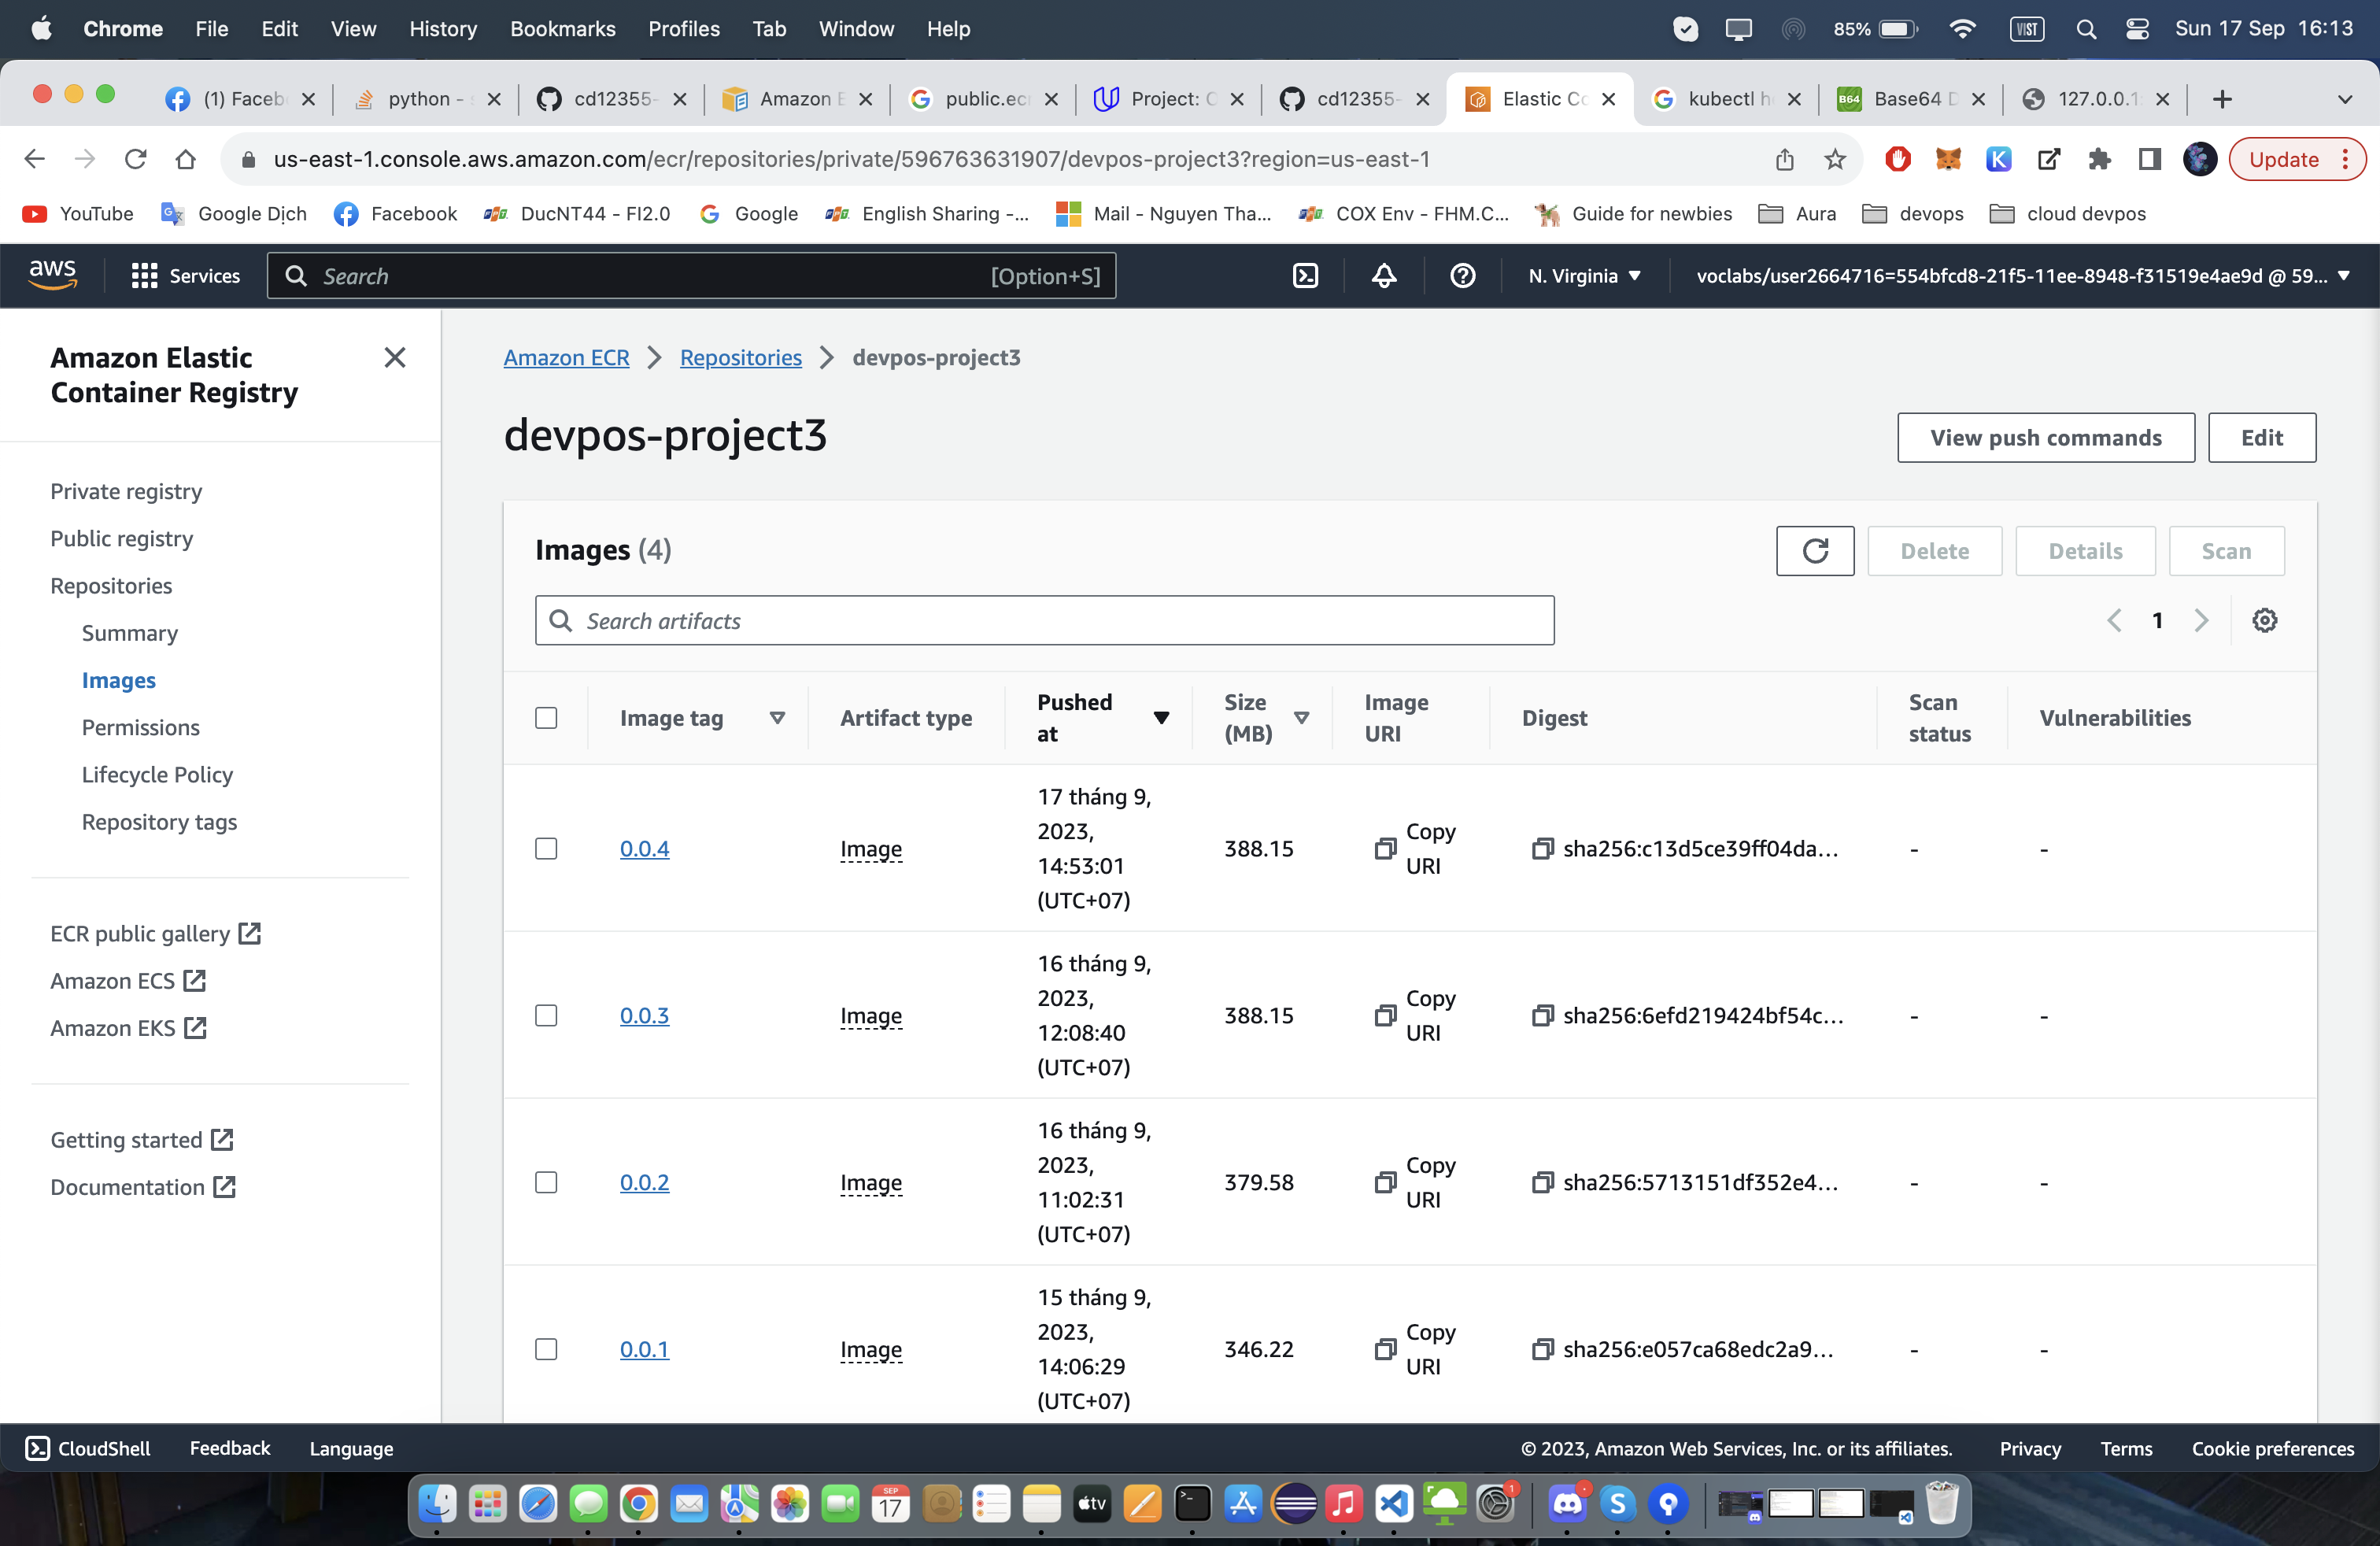 Chrome File Edit View History Bookmarks Profiles Tab Window Help 85% VIST Sun 17 Sep 16:13
(1) Faceb python - cd12355- Amazon E public.ecr Project: C cd12355- Elastic Co kubectl h B64 Base64 D 127.0.0.1
us-east-1.console.aws.amazon.com/ecr/repositories/private/596763631907/devpos-project3?region=us-east-1 K Update
YouTube Google Dịch Facebook DucNT44 - FI2.0 Google English Sharing -... Mail - Nguyen Tha... COX Env - FHM.C... Guide for newbies Aura devops cloud devpos
aws Services Search [Option+S] N. Virginia voclabs/user2664716=554bfcd8-21f5-11ee-8948-f31519e4ae9d @ 59...
Amazon Elastic
Container Registry
Private registry
Public registry
Repositories
Summary
Images
Permissions
Lifecycle Policy
Repository tags
ECR public gallery
Amazon ECS
Amazon EKS
Getting started
Documentation
Amazon ECR Repositories devpos-project3
devpos-project3
View push commands Edit
Images (4)
Delete Details Scan
Search artifacts
1
Image tag Artifact type Pushed at Size (MB) Image URI Digest Scan status Vulnerabilities
0.0.4 Image 17 tháng 9, 2023, 14:53:01 (UTC+07) 388.15 Copy URI sha256:c13d5ce39ff04da... - -
0.0.3 Image 16 tháng 9, 2023, 12:08:40 (UTC+07) 388.15 Copy URI sha256:6efd219424bf54c... - -
0.0.2 Image 16 tháng 9, 2023, 11:02:31 (UTC+07) 379.58 Copy URI sha256:5713151df352e4... - -
0.0.1 Image 15 tháng 9, 2023, 14:06:29 (UTC+07) 346.22 Copy URI sha256:e057ca68edc2a9... - -
CloudShell Feedback Language © 2023, Amazon Web Services, Inc. or its affiliates. Privacy Terms Cookie preferences
SEP 17 tv 1